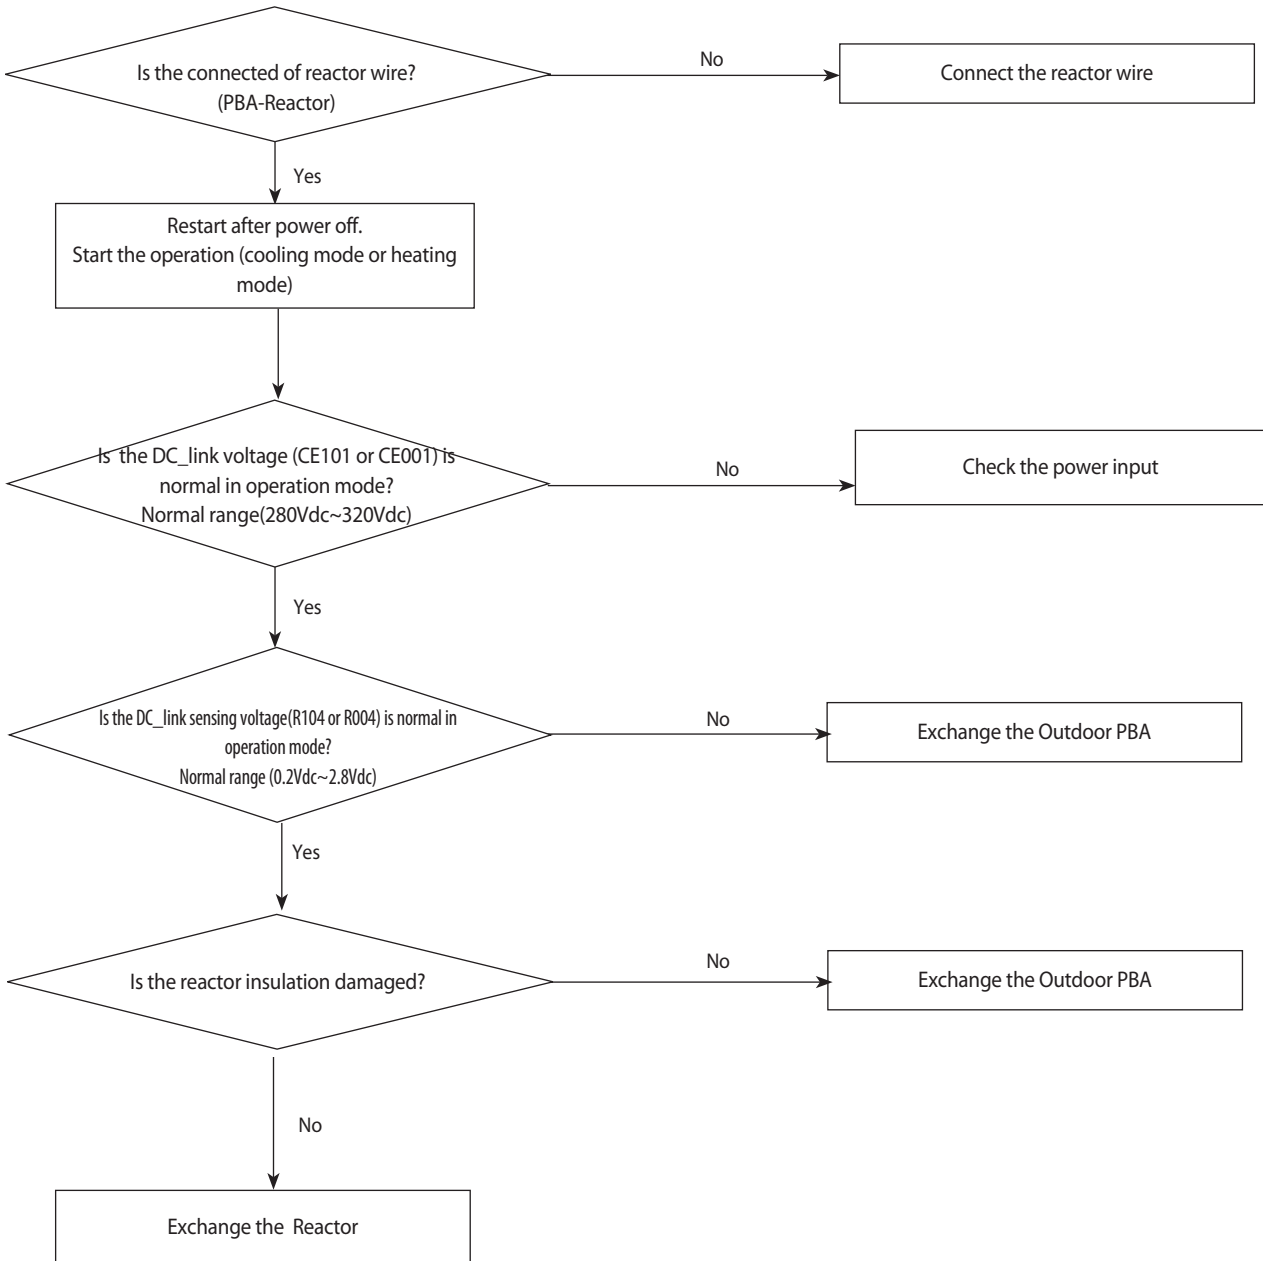 Is the connected of reactor wire?
(PBA-Reactor)
No
Connect the reactor wire
Yes
Restart after power off.
Start the operation (cooling mode or heating
mode)
Is the DC_link voltage (CE101 or CE001) is
normal in operation mode?
Normal range(280Vdc~320Vdc)
No
Check the power input
Yes
Is the DC_link sensing voltage(R104 or R004) is normal in
operation mode?
Normal range (0.2Vdc~2.8Vdc)
No
Exchange the Outdoor PBA
Yes
Is the reactor insulation damaged?
No
Exchange the Outdoor PBA
No
Exchange the Reactor